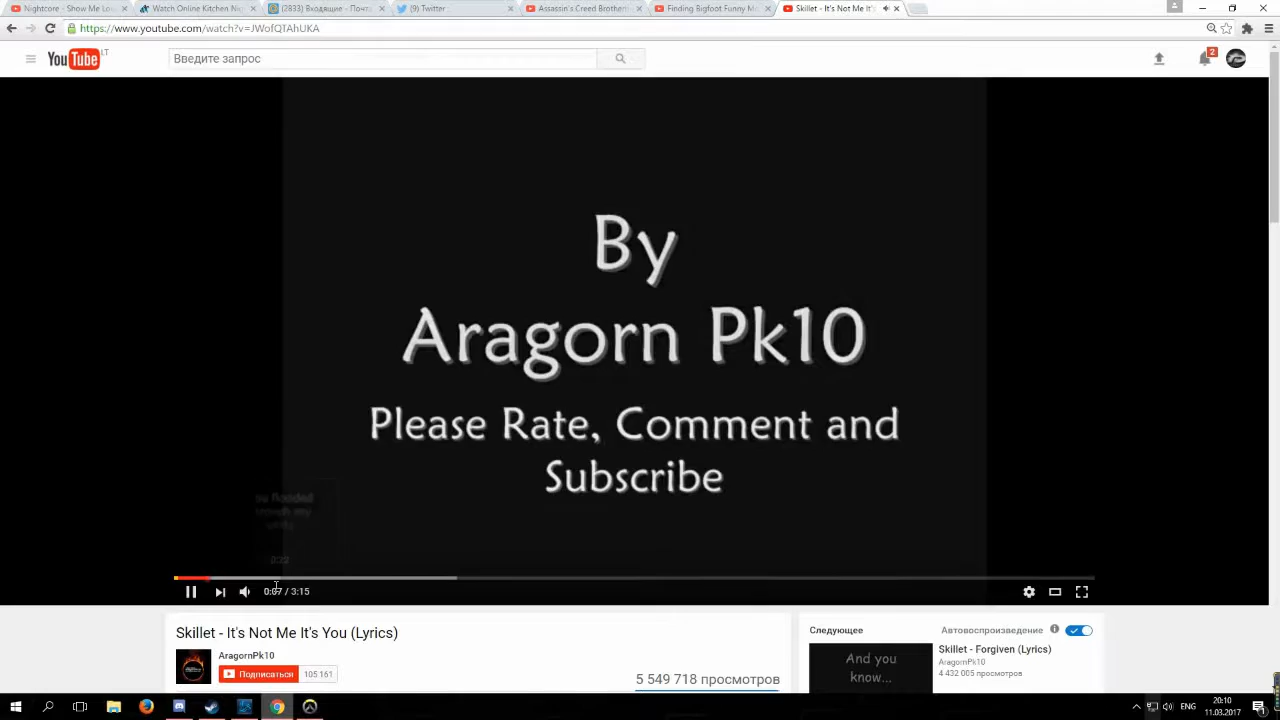 Nightcore - Show Me Lo
Watch Online Kitchen Nig
(2833) Входящие - Почта
(9) Twitter
Assassin's Creed Brother
Finding Bigfoot Funny M
Skillet - It's Not Me It's
https://www.youtube.com/watch?v=JWofQTAhUKA
YouTube LT
Введите запрос
2
By
Aragorn Pk10
Please Rate, Comment and
Subscribe
0:07 / 3:15
Skillet - It's Not Me It's You (Lyrics)
AragornPk10
Подписаться 105 161
5 549 718 просмотров
Следующее
Автовоспроизведение
And you
know...
Skillet - Forgiven (Lyrics)
AragornPk10
4 432 005 просмотров
ENG
20:10
11.03.2017